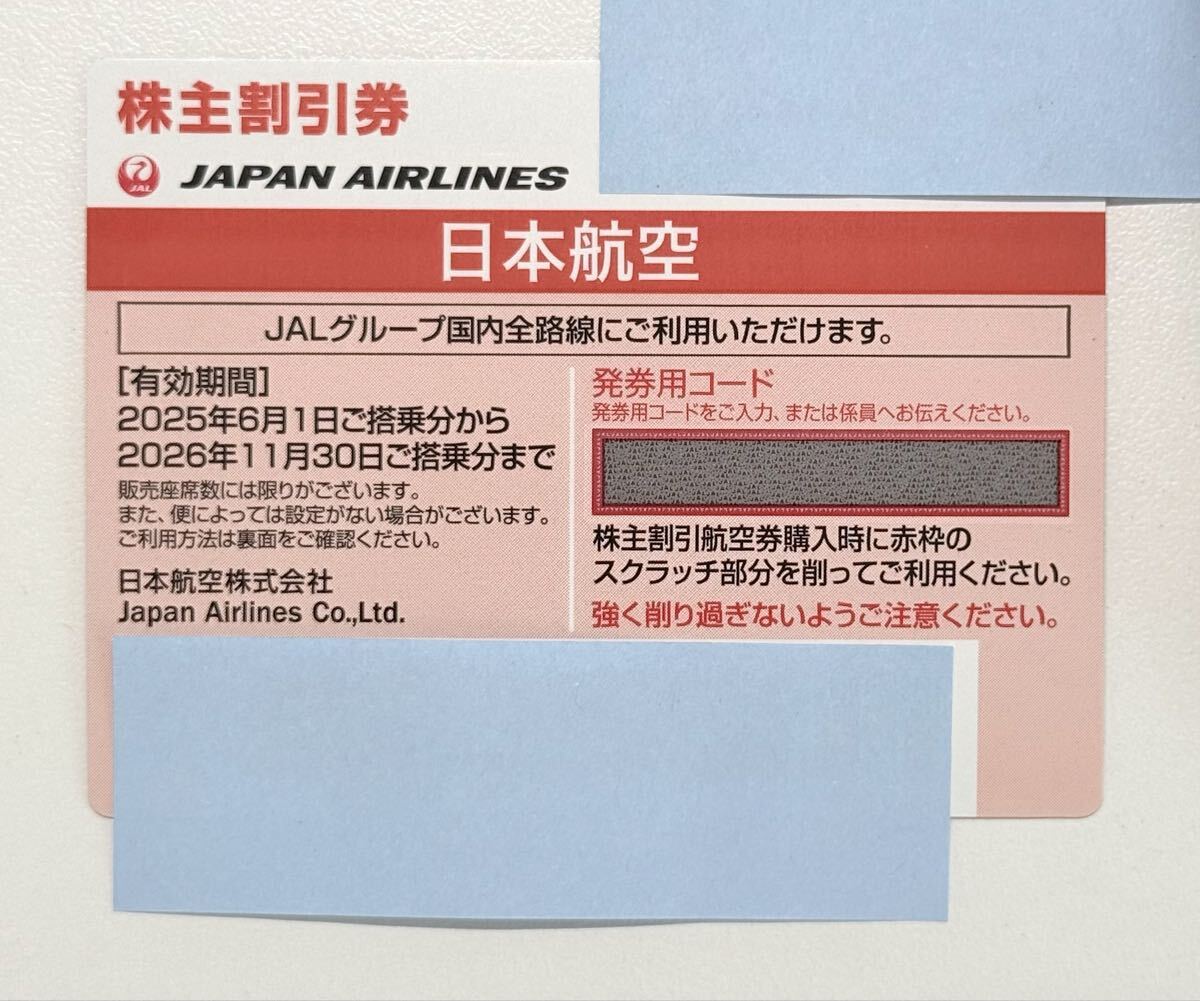 株主割引券
JAL JAPAN AIRLINES
日本航空
JALグループ国内全路線にご利用いただけます。
[有効期間]
2025年6月1日ご搭乗分から
2026年11月30日ご搭乗分まで
販売座席数には限りがございます。
また、便によっては設定がない場合がございます。
ご利用方法は裏面をご確認ください。
日本航空株式会社
Japan Airlines Co.,Ltd.
発券用コード
発券用コードをご入力、または係員へお伝えください。
株主割引航空券購入時に赤枠の
スクラッチ部分を削ってご利用ください。
強く削り過ぎないようご注意ください。